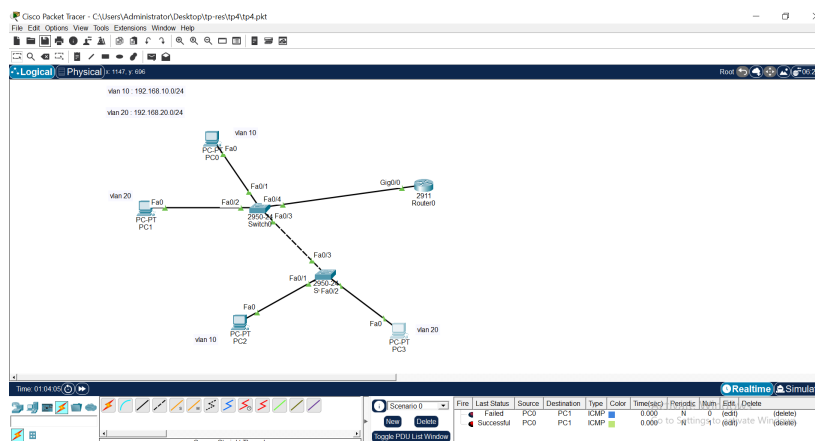 Cisco Packet Tracer - C:\Users\Administrator\Desktop\tp-res\tp4\tp4.pkt
File Edit Options View Tools Extensions Window Help
Logical Physical x: 1147, y: 696 Root
vlan 10 : 192.168.10.0/24
vlan 20 : 192.168.20.0/24
vlan 10
PC-PT Fa0
PC0
Gig0/0
Fa0/1
vlan 20
2911
Router0
Fa0 Fa0/2 Fa0/4
PC-PT
PC1
2950-24 Fa0/3
Switch0
Fa0/3
Fa0/1
2950-24
Fa0/2
Fa0
Fa0
vlan 20
PC-PT
PC2
vlan 10
PC-PT
PC3
Time: 01:04:05 Realtime Simula
Scenario 0
New Delete
Toggle PDU List Window
Fire Last Status Source Destination Type Color Time(sec) Periodic Num Edit Delete
Failed PC0 PC1 ICMP 0.000 N 0 (edit) (delete)
Successful PC0 PC1 ICMP 0.000 N 1 (edit) (delete)